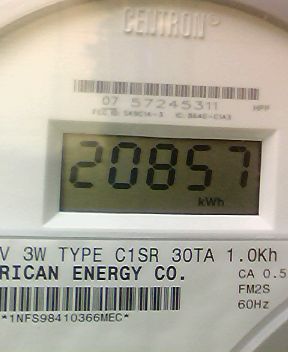 CENTRON®
07 57245311
20857
kWh
V 3W TYPE C1SR 30TA 1.0Kh
RICAN ENERGY CO.
CA 0.5
FM2S
60Hz
*1NFS98410366MEC*